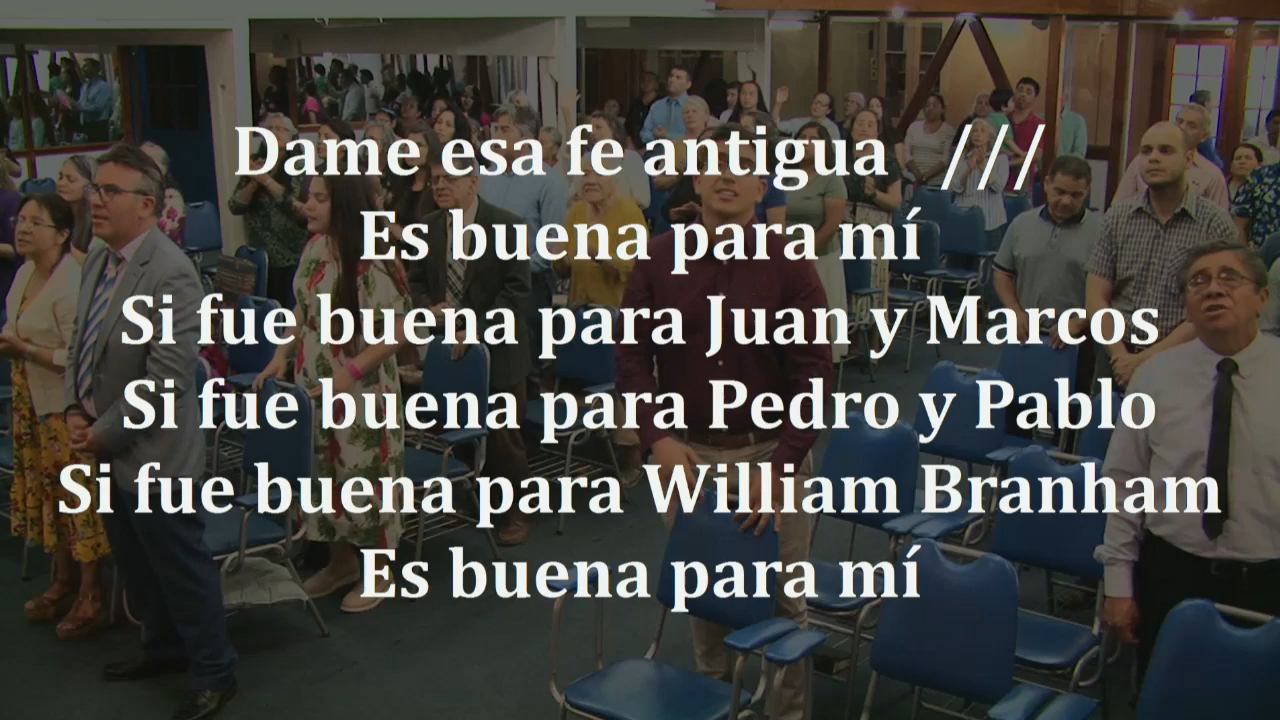 Dame esa fe antigua ///
Es buena para mí
Si fue buena para Juan y Marcos
Si fue buena para Pedro y Pablo
Si fue buena para William Branham
Es buena para mí